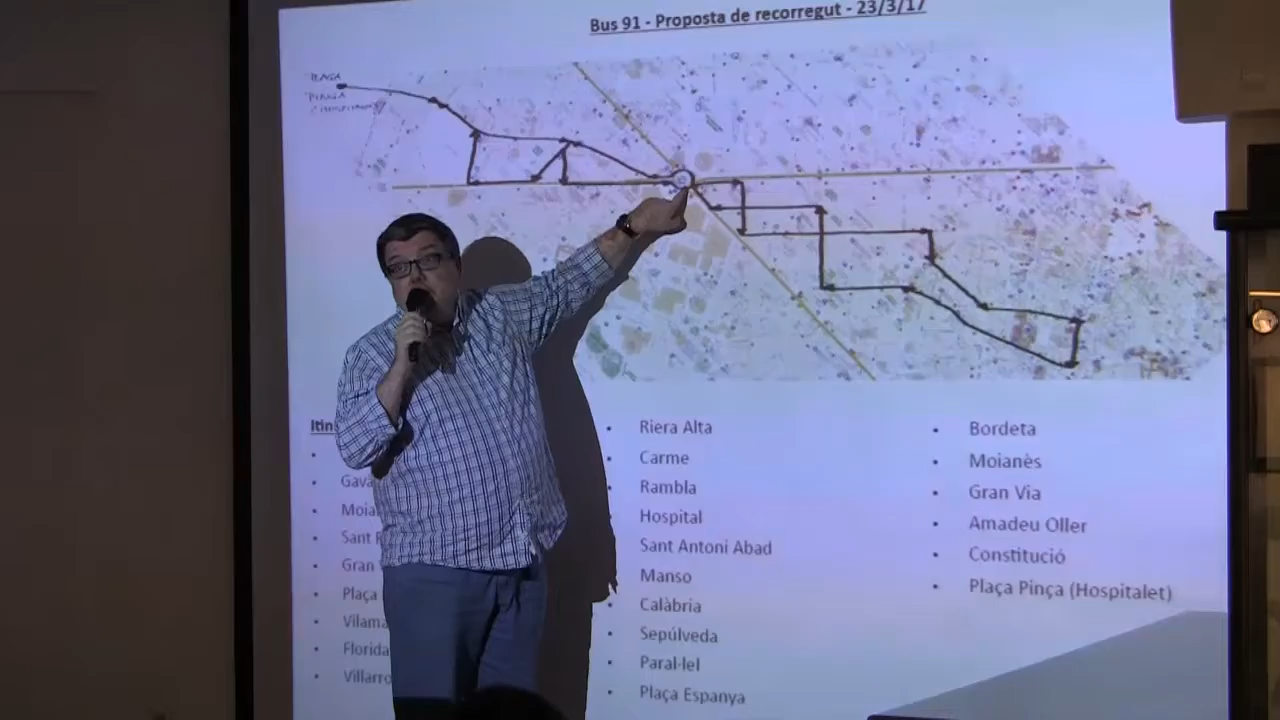 Bus 91 - Proposta de recorregut - 23/3/17
Itin
Gava
Moia
Sant
Gran
Plaça
Vilama
Florida
Villarro
Riera Alta
Carme
Rambla
Hospital
Sant Antoni Abad
Manso
Calàbria
Sepúlveda
Paral·lel
Plaça Espanya
Bordeta
Moianès
Gran Via
Amadeu Oller
Constitució
Plaça Pinça (Hospitalet)